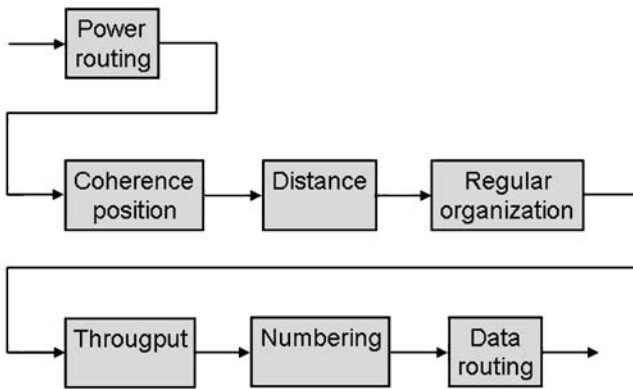 Power
routing
Coherence
position
Distance
Regular
organization
Througput
Numbering
Data
routing